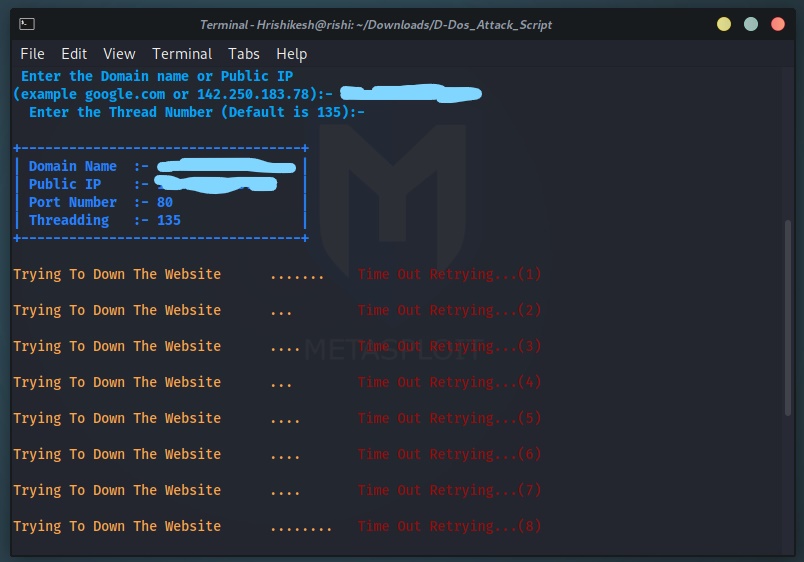 Terminal - Hrishikesh@rishi: ~/Downloads/D-Dos_Attack_Script
File Edit View Terminal Tabs Help
Enter the Domain name or Public IP
(example google.com or 142.250.183.78):-
Enter the Thread Number (Default is 135):-
+-----------------------------------+
| Domain Name :- |
| Public IP :- |
| Port Number :- 80 |
| Threadding :- 135 |
+-----------------------------------+
Trying To Down The Website ....... Time Out Retrying...(1)
Trying To Down The Website ... Time Out Retrying...(2)
Trying To Down The Website .... Time Out Retrying...(3)
METASPLOIT
Trying To Down The Website ... Time Out Retrying...(4)
Trying To Down The Website .... Time Out Retrying...(5)
Trying To Down The Website .... Time Out Retrying...(6)
Trying To Down The Website .... Time Out Retrying...(7)
Trying To Down The Website ........ Time Out Retrying...(8)